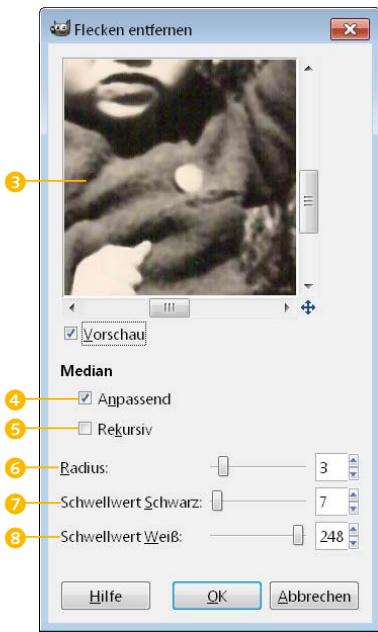 Flecken entfernen
3
Vorschau
Median
4 Anpassend
5 Rekursiv
6 Radius: 3
7 Schwellwert Schwarz: 7
8 Schwellwert Weiß: 248
Hilfe OK Abbrechen